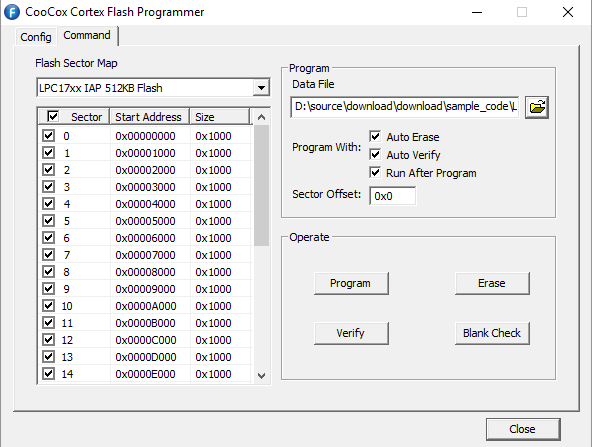 CooCox Cortex Flash Programmer
Config Command
Flash Sector Map
LPC17xx IAP 512KB Flash
Sector Start Address Size
0 0x00000000 0x1000
1 0x00001000 0x1000
2 0x00002000 0x1000
3 0x00003000 0x1000
4 0x00004000 0x1000
5 0x00005000 0x1000
6 0x00006000 0x1000
7 0x00007000 0x1000
8 0x00008000 0x1000
9 0x00009000 0x1000
10 0x0000A000 0x1000
11 0x0000B000 0x1000
12 0x0000C000 0x1000
13 0x0000D000 0x1000
14 0x0000E000 0x1000
Program
Data File
D:\source\download\download\sample_code\L
Program With:
Auto Erase
Auto Verify
Run After Program
Sector Offset: 0x0
Operate
Program Erase
Verify Blank Check
Close